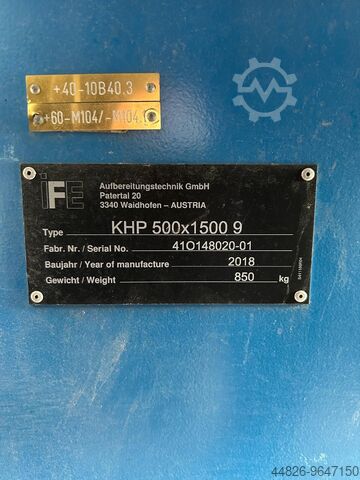 +40-10B40.3
+60-M104/-M104.1
IFE
Aufbereitungstechnik GmbH
Patertal 20
3340 Waidhofen – AUSTRIA
Type KHP 500x1500 9
Fabr. Nr./ Serial No. 41O148020-01
Baujahr / Year of manufacture 2018
Gewicht / Weight 850 kg
44826-9647150